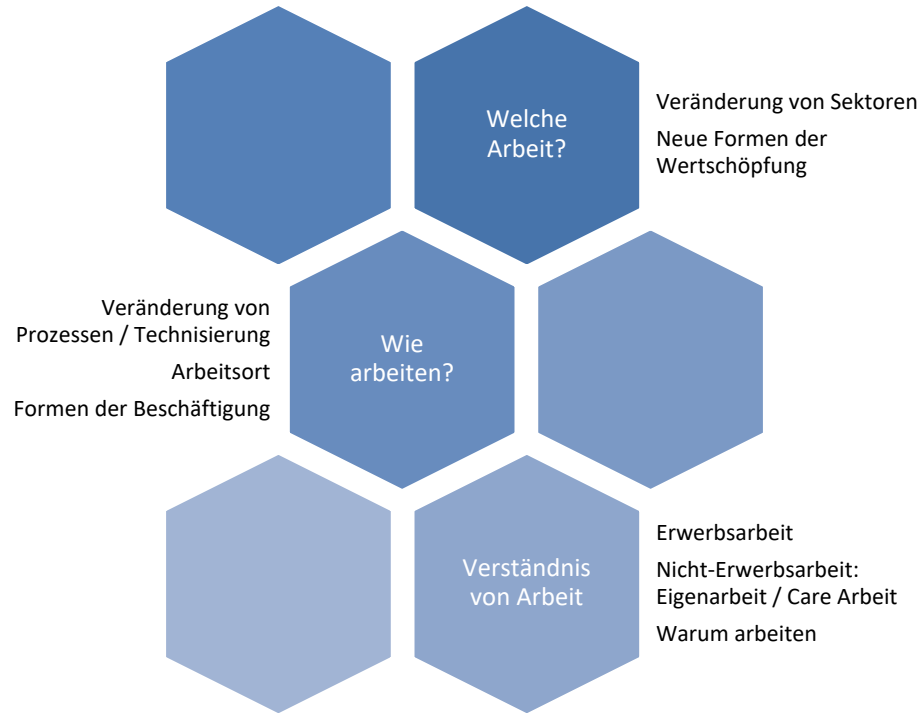 Welche
Arbeit?
Veränderung von Sektoren
Neue Formen der
Wertschöpfung
Veränderung von
Prozessen / Technisierung
Arbeitsort
Formen der Beschäftigung
Wie
arbeiten?
Verständnis
von Arbeit
Erwerbsarbeit
Nicht-Erwerbsarbeit:
Eigenarbeit / Care Arbeit
Warum arbeiten